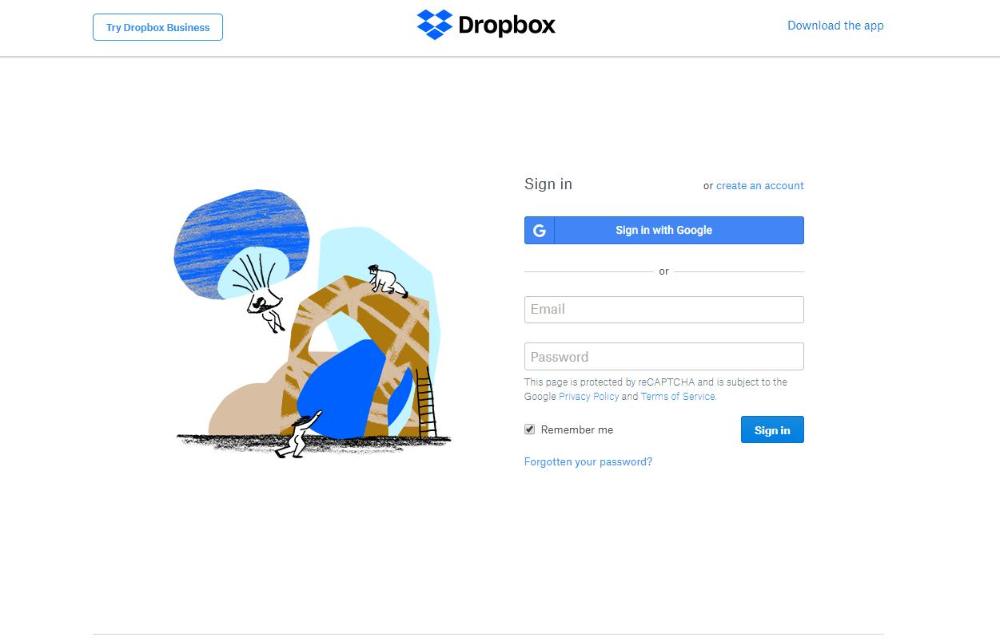 Try Dropbox Business
Dropbox
Download the app
Sign in
or create an account
G
Sign in with Google
or
Email
Password
This page is protected by reCAPTCHA and is subject to the
Google Privacy Policy and Terms of Service.
Remember me
Sign in
Forgotten your password?